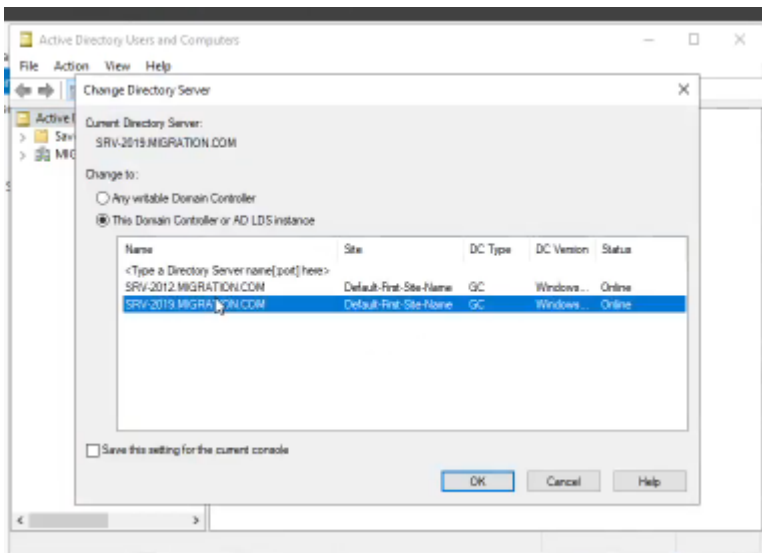 Active Directory Users and Computers
File Action View Help
Change Directory Server
Active
Sav
MIG
Current Directory Server:
SRV-2019.MIGRATION.COM
Change to:
Any writable Domain Controller
This Domain Controller or AD LDS instance
Name Site DC Type DC Version Status
<Type a Directory Server name[:port] here>
SRV-2012.MIGRATION.COM Default-First-Site-Name GC Windows... Online
SRV-2019.MIGRATION.COM Default-First-Site-Name GC Windows... Online
Save this setting for the current console
OK Cancel Help